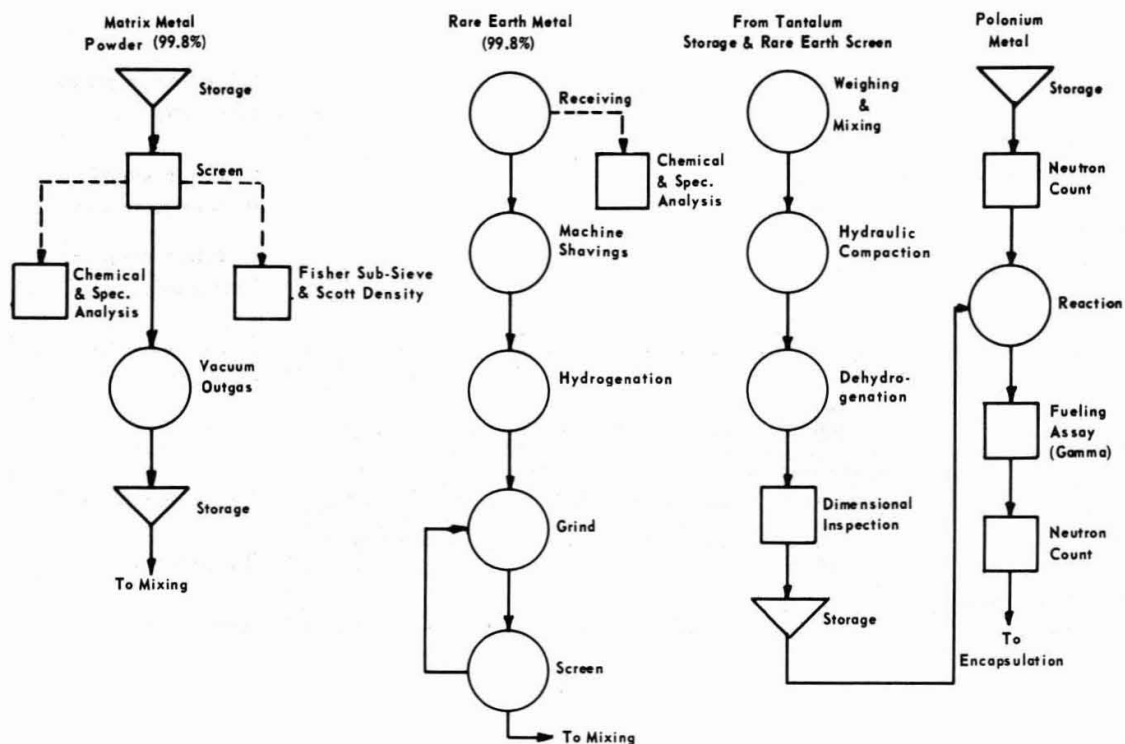 Matrix Metal
Powder (99.8%)
Storage
Screen
Chemical
& Spec.
Analysis
Fisher Sub-Sieve
& Scott Density
Vacuum
Outgas
Storage
To Mixing
Rare Earth Metal
(99.8%)
Receiving
Chemical
& Spec.
Analysis
Machine
Shavings
Hydrogenation
Grind
Screen
To Mixing
From Tantalum
Storage & Rare Earth Screen
Weighing
&
Mixing
Hydraulic
Compaction
Dehydro-
genation
Dimensional
Inspection
Storage
Polonium
Metal
Storage
Neutron
Count
Reaction
Fueling
Assay
(Gamma)
Neutron
Count
To
Encapsulation